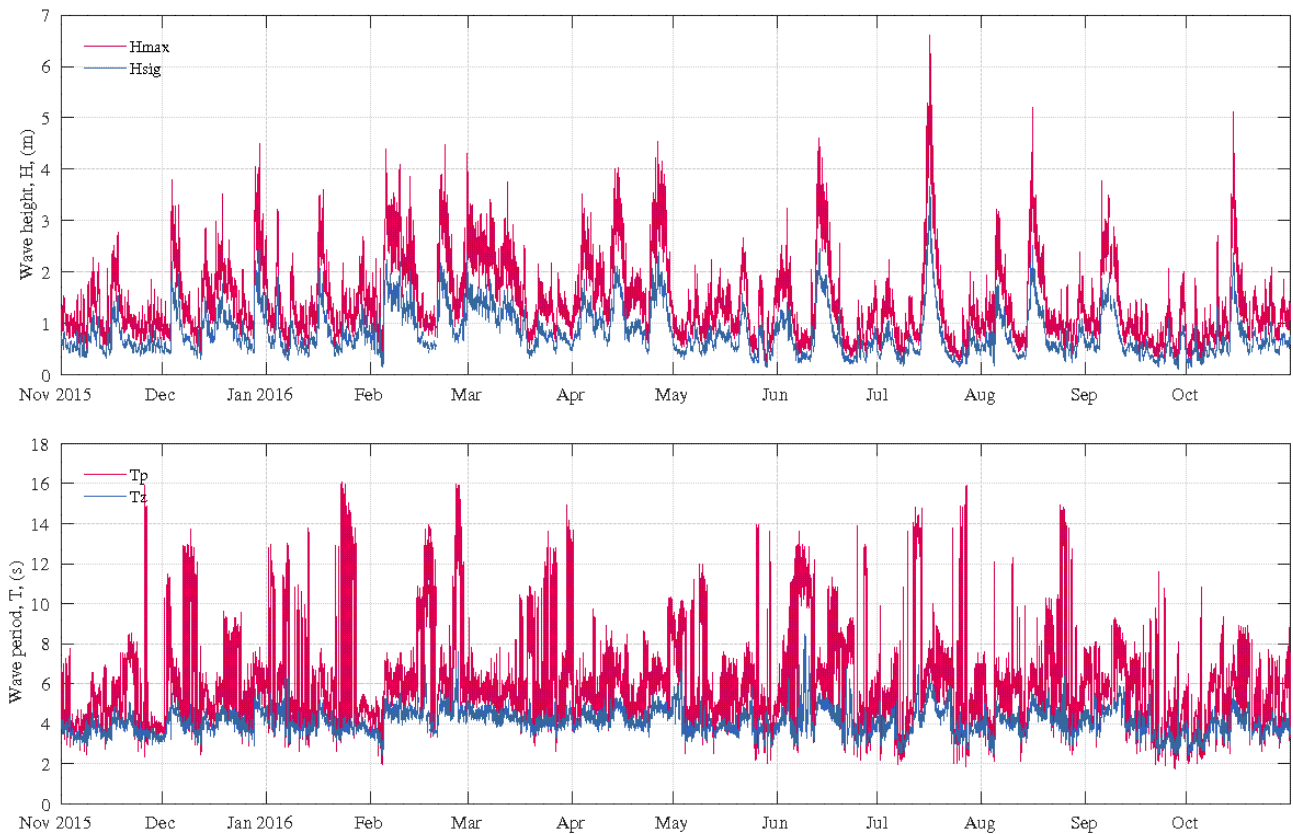 7
Hmax
6
Hsig
5
4
3
2
1
0
Wave height, H, (m)
Nov 2015 Dec Jan 2016 Feb Mar Apr May Jun Jul Aug Sep Oct
18
Tp
16
Tz
14
12
10
8
6
4
2
0
Wave period, T, (s)
Nov 2015 Dec Jan 2016 Feb Mar Apr May Jun Jul Aug Sep Oct